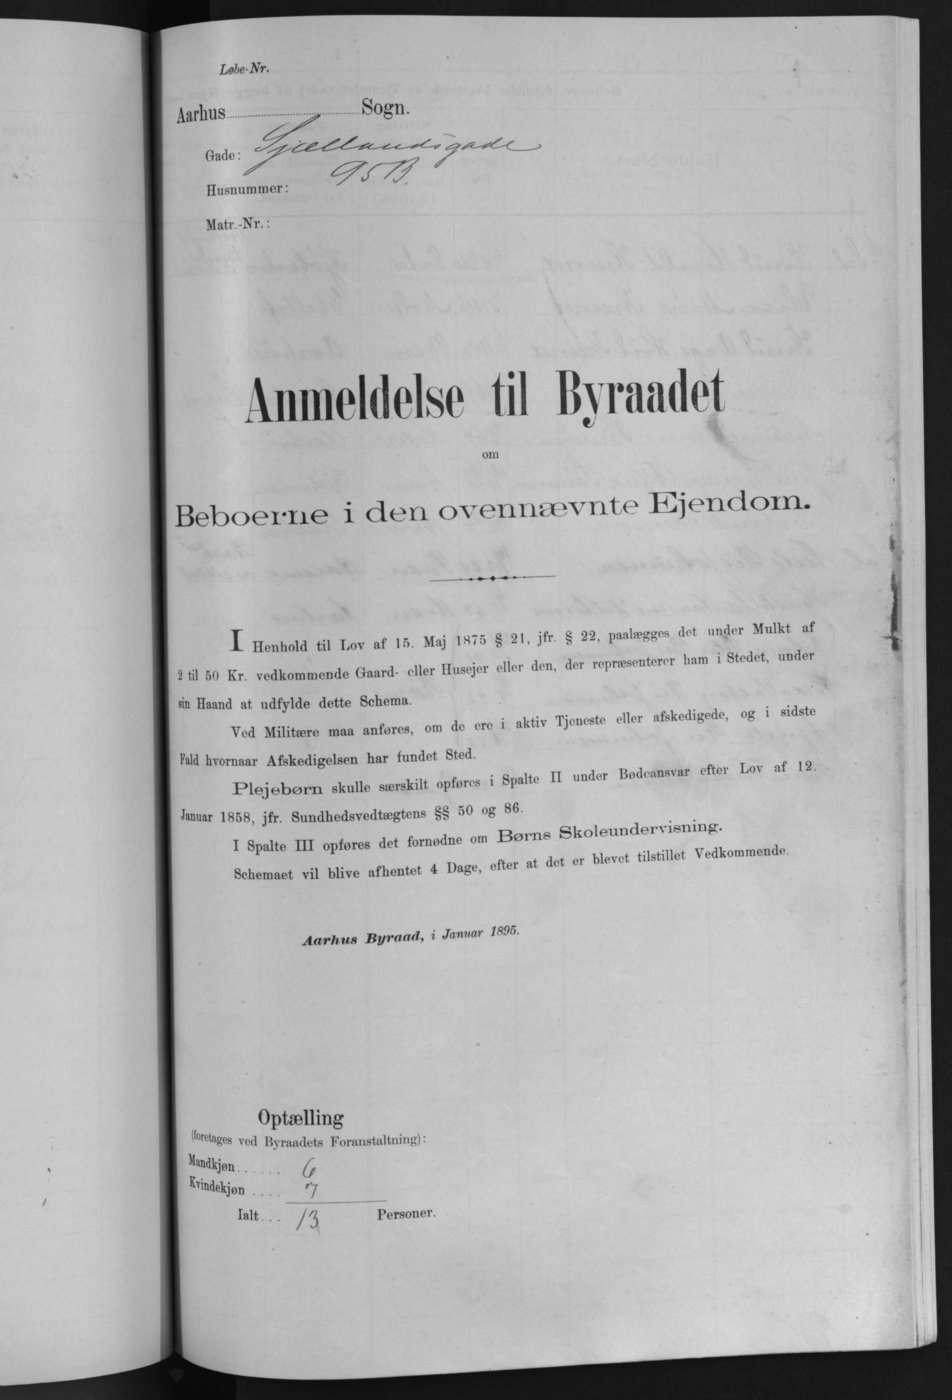 Løbe-Nr.
Aarhus Sogn.
Gade: Sjællandsgade
Husnummer: 95B.
Matr.-Nr.:
Anmeldelse til Byraadet
om
Beboerne i den ovennævnte Ejendom.
I Henhold til Lov af 15. Maj 1875 § 21, jfr. § 22, paalægges det under Mulkt af
2 til 50 Kr. vedkommende Gaard- eller Husejer eller den, der repræsenterer ham i Stedet, under
sin Haand at udfylde dette Schema.
Ved Militære maa anføres, om de ere i aktiv Tjeneste eller afskedigede, og i sidste
Fald hvornaar Afskedigelsen har fundet Sted.
Plejebørn skulle særskilt opføres i Spalte II under Bødeansvar efter Lov af 12.
Januar 1858, jfr. Sundhedsvedtægtens §§ 50 og 86.
I Spalte III opføres det fornødne om Børns Skoleundervisning.
Schemaet vil blive afhentet 4 Dage, efter at det er blevet tilstillet Vedkommende.
Aarhus Byraad, i Januar 1895.
Optælling
(foretages ved Byraadets Foranstaltning):
Mandkjøn...... 6
Kvindekjøn .... 7
Ialt... 13 Personer.